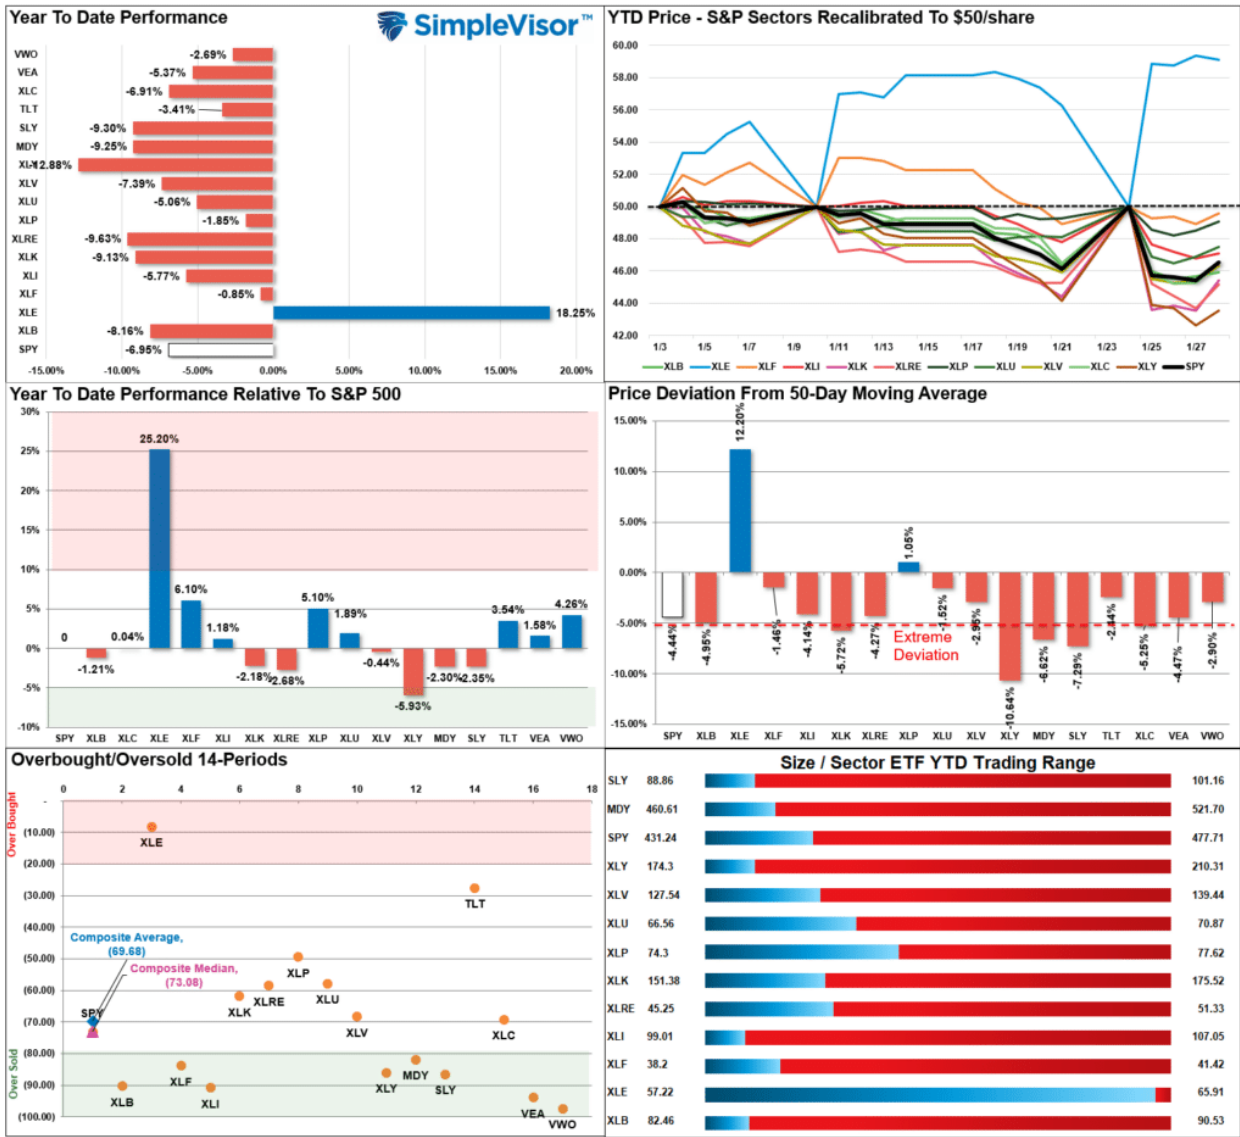 Year To Date Performance
SimpleVisor™
VWO -2.69%
VEA -5.37%
XLC -6.91%
TLT -3.41%
SLY -9.30%
MDY -9.25%
-12.88%
XLV -7.39%
XLU -5.06%
XLP -1.85%
XLRE -9.63%
XLK -9.13%
XLI -5.77%
XLF -0.85%
XLE 18.25%
XLB -8.16%
SPY -6.95%
-15.00% -10.00% -5.00% 0.00% 5.00% 10.00% 15.00% 20.00%
YTD Price - S&P Sectors Recalibrated To $50/share
60.00
58.00
56.00
54.00
52.00
50.00
48.00
46.00
44.00
42.00
1/3 1/5 1/7 1/9 1/11 1/13 1/15 1/17 1/19 1/21 1/23 1/25 1/27
XLB XLE XLF XLI XLK XLRE XLP XLU XLV XLC XLY SPY
Year To Date Performance Relative To S&P 500
30%
25%
20%
15%
10%
5%
0%
-5%
-10%
0 -1.21% 0.04% 25.20% 6.10% 1.18% -2.18% -2.68% 5.10% 1.89% -0.44% -5.93% -2.30% -2.35% 3.54% 1.58% 4.26%
SPY XLB XLC XLE XLF XLI XLK XLRE XLP XLU XLV XLY MDY SLY TLT VEA VWO
Price Deviation From 50-Day Moving Average
15.00%
10.00%
5.00%
0.00%
-5.00%
-10.00%
-15.00%
-4.44% -4.95% 12.20% -1.46% -4.14% -5.72% -4.27% 1.05% -1.52% -2.95% -10.64% -6.62% -7.29% -2.44% -5.25% -4.47% -2.90%
Extreme
Deviation
SPY XLB XLE XLF XLI XLK XLRE XLP XLU XLV XLY MDY SLY TLT XLC VEA VWO
Overbought/Oversold 14-Periods
0 2 4 6 8 10 12 14 16 18
Over Bought
Over Sold
-
(10.00)
(20.00)
(30.00)
(40.00)
(50.00)
(60.00)
(70.00)
(80.00)
(90.00)
(100.00)
XLE
TLT
Composite Average,
(69.68)
Composite Median,
(73.08)
XLP
XLRE
XLU
XLK
SPY
XLV
XLC
XLF
MDY
XLY
SLY
XLB
XLI
VEA
VWO
Size / Sector ETF YTD Trading Range
SLY 88.86 101.16
MDY 460.61 521.70
SPY 431.24 477.71
XLY 174.3 210.31
XLV 127.54 139.44
XLU 66.56 70.87
XLP 74.3 77.62
XLK 151.38 175.52
XLRE 45.25 51.33
XLI 99.01 107.05
XLF 38.2 41.42
XLE 57.22 65.91
XLB 82.46 90.53